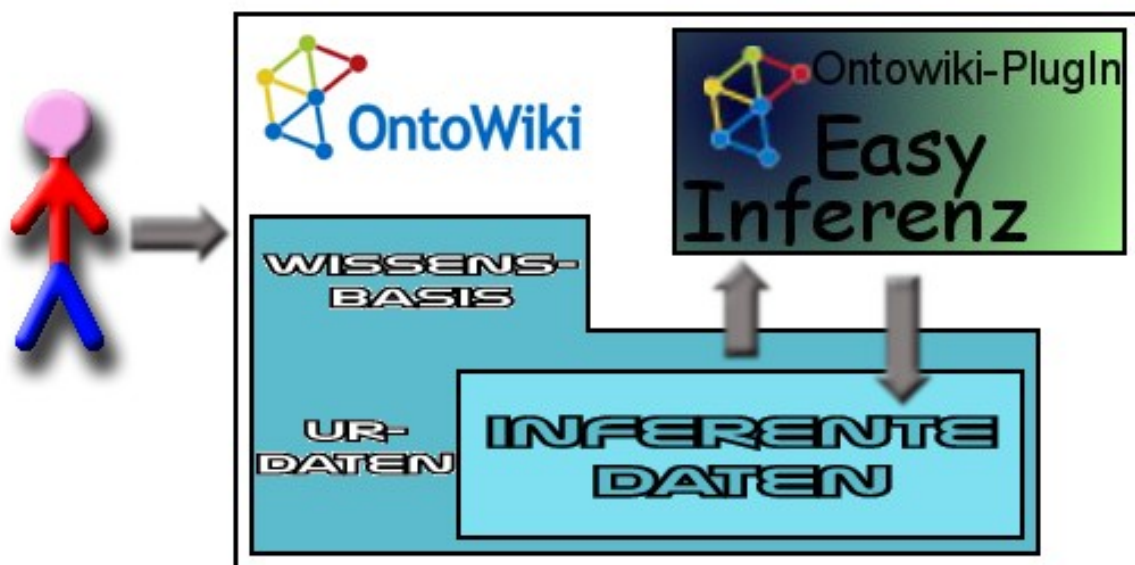 OntoWiki
Ontowiki-PlugIn
Easy
Inferenz
WISSENS-
BASIS
UR-
DATEN
INFERENTE
DATEN